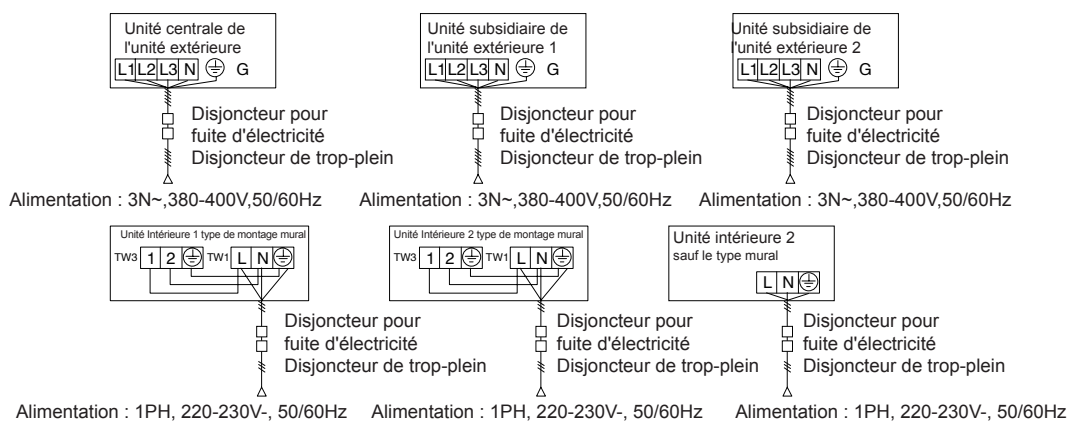 Unité centrale de
l'unité extérieure
L1 L2 L3 N G
Disjoncteur pour
fuite d'électricité
Disjoncteur de trop-plein
Alimentation : 3N~,380-400V,50/60Hz
Unité subsidiaire de
l'unité extérieure 1
L1 L2 L3 N G
Disjoncteur pour
fuite d'électricité
Disjoncteur de trop-plein
Alimentation : 3N~,380-400V,50/60Hz
Unité subsidiaire de
l'unité extérieure 2
L1 L2 L3 N G
Disjoncteur pour
fuite d'électricité
Disjoncteur de trop-plein
Alimentation : 3N~,380-400V,50/60Hz
Unité Intérieure 1 type de montage mural
TW3 1 2 TW1 L N
Disjoncteur pour
fuite d'électricité
Disjoncteur de trop-plein
Alimentation : 1PH, 220-230V-, 50/60Hz
Unité Intérieure 2 type de montage mural
TW3 1 2 TW1 L N
Disjoncteur pour
fuite d'électricité
Disjoncteur de trop-plein
Alimentation : 1PH, 220-230V-, 50/60Hz
Unité intérieure 2
sauf le type mural
L N
Disjoncteur pour
fuite d'électricité
Disjoncteur de trop-plein
Alimentation : 1PH, 220-230V-, 50/60Hz